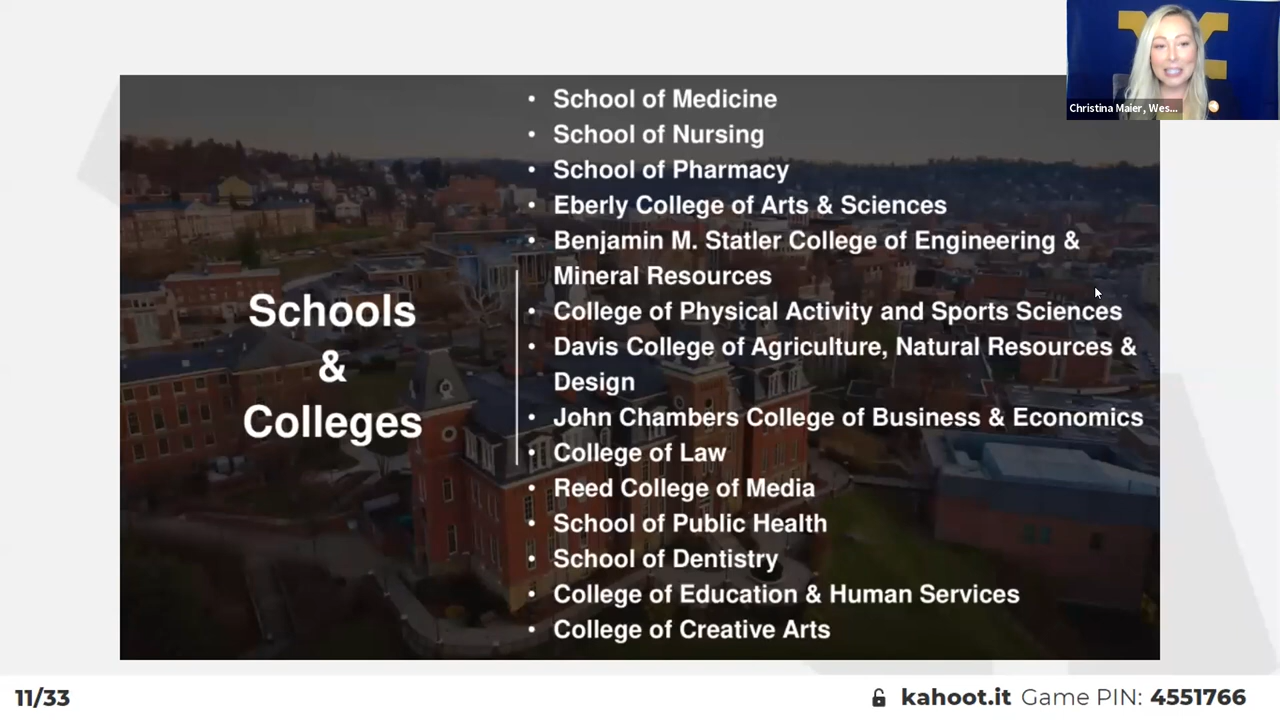 Christina Maier, Wes...
Schools
&
Colleges
• School of Medicine
• School of Nursing
• School of Pharmacy
• Eberly College of Arts & Sciences
• Benjamin M. Statler College of Engineering &
Mineral Resources
• College of Physical Activity and Sports Sciences
• Davis College of Agriculture, Natural Resources &
Design
• John Chambers College of Business & Economics
• College of Law
• Reed College of Media
• School of Public Health
• School of Dentistry
• College of Education & Human Services
• College of Creative Arts
11/33
kahoot.it Game PIN: 4551766